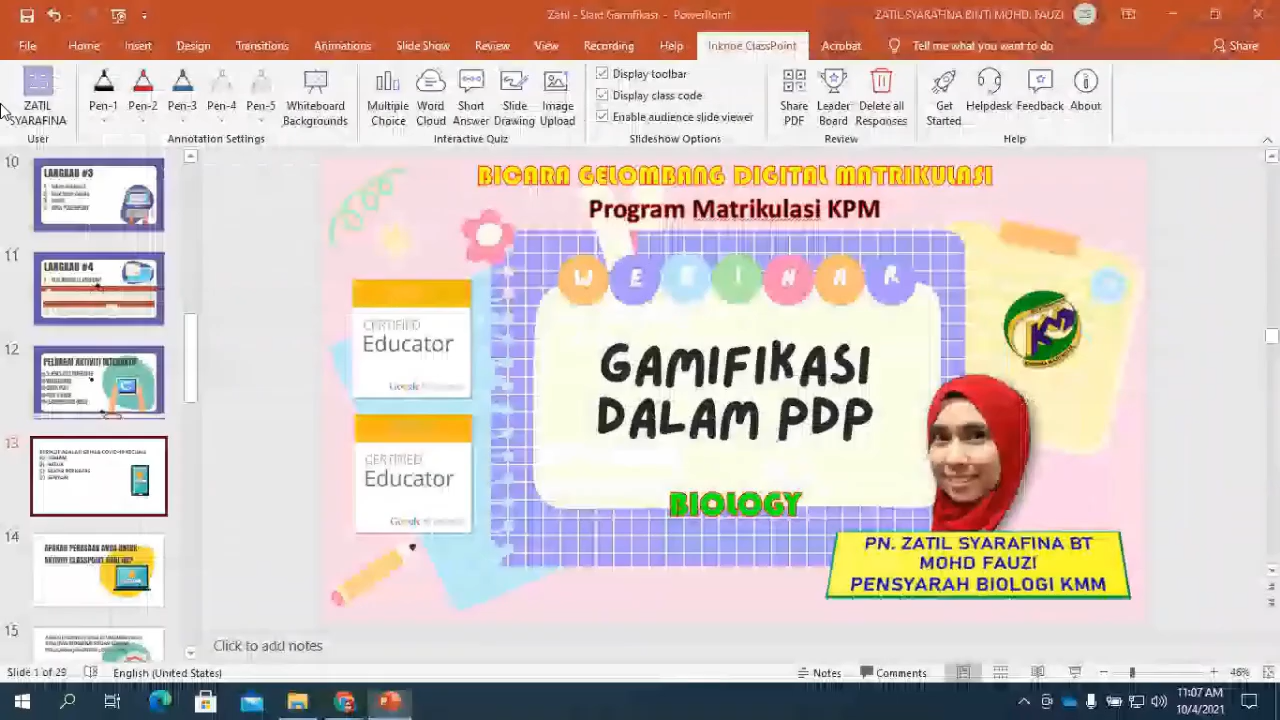 Zatil - Slaid Gamifikasi - PowerPoint
ZATIL SYARAFINA BINTI MOHD. FAUZI
File Home Insert Design Transitions Animations Slide Show Review View Recording Help Inknoe ClassPoint Acrobat Tell me what you want to do Share
ZATIL SYARAFINA
Pen-1 Pen-2 Pen-3 Pen-4 Pen-5
Whiteboard Backgrounds
Multiple Choice
Word Cloud
Short Answer
Slide Drawing
Image Upload
Display toolbar
Display class code
Enable audience slide viewer
Share PDF
Leader Board
Delete all Responses
Get Started
Helpdesk
Feedback
About
User Annotation Settings Interactive Quiz Slideshow Options Review Help
10
LANGKAH #3
11
LANGKAH #4
12
13
14
15
BICARA GELOMBANG DIGITAL MATRIKULASI
Program Matrikulasi KPM
WEBINAR
GAMIFIKASI
DALAM PDP
BIOLOGY
CERTIFIED
Educator
Google
CERTIFIED
Educator
Google
PN. ZATIL SYARAFINA BT
MOHD FAUZI
PENSYARAH BIOLOGI KMM
Click to add notes
Slide 1 of 29 English (United States) Notes Comments 46%
11:07 AM
10/4/2021